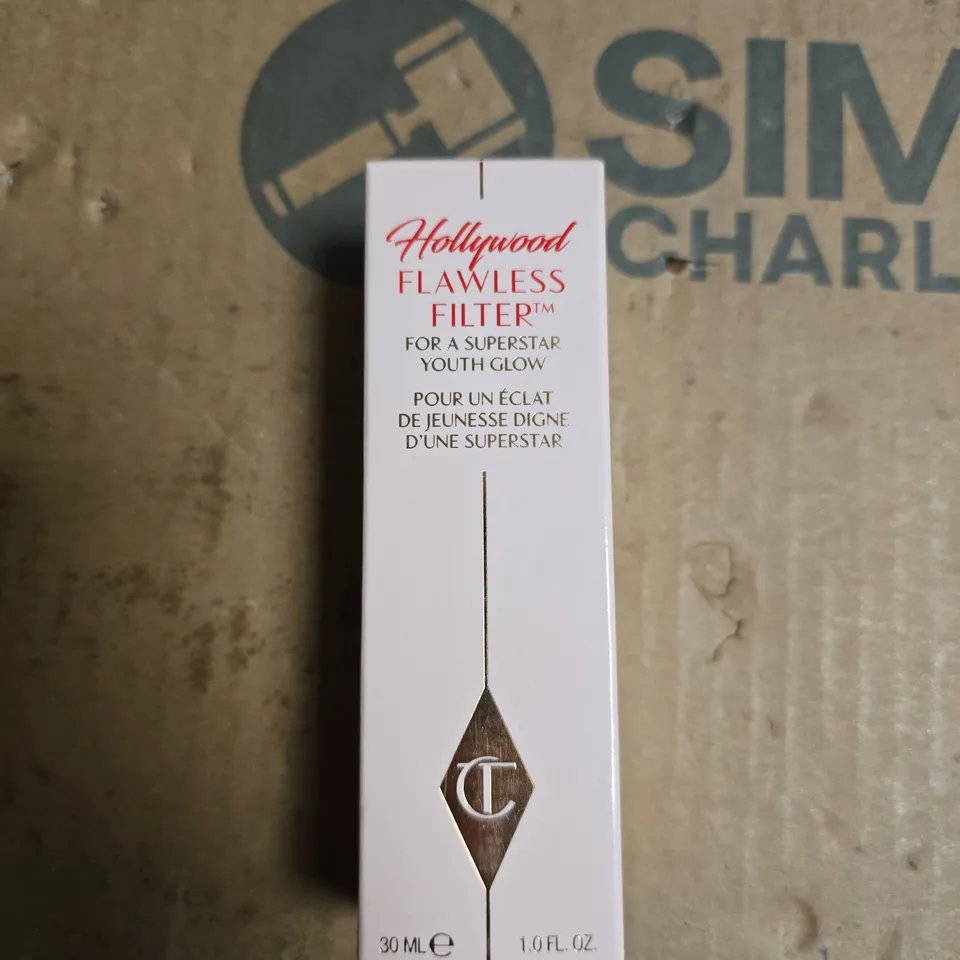 SIM
CHARL
Hollywood
FLAWLESS
FILTER™
FOR A SUPERSTAR
YOUTH GLOW
POUR UN ÉCLAT
DE JEUNESSE DIGNE
D'UNE SUPERSTAR
CT
30 ML ℮ 1.0 FL. OZ.